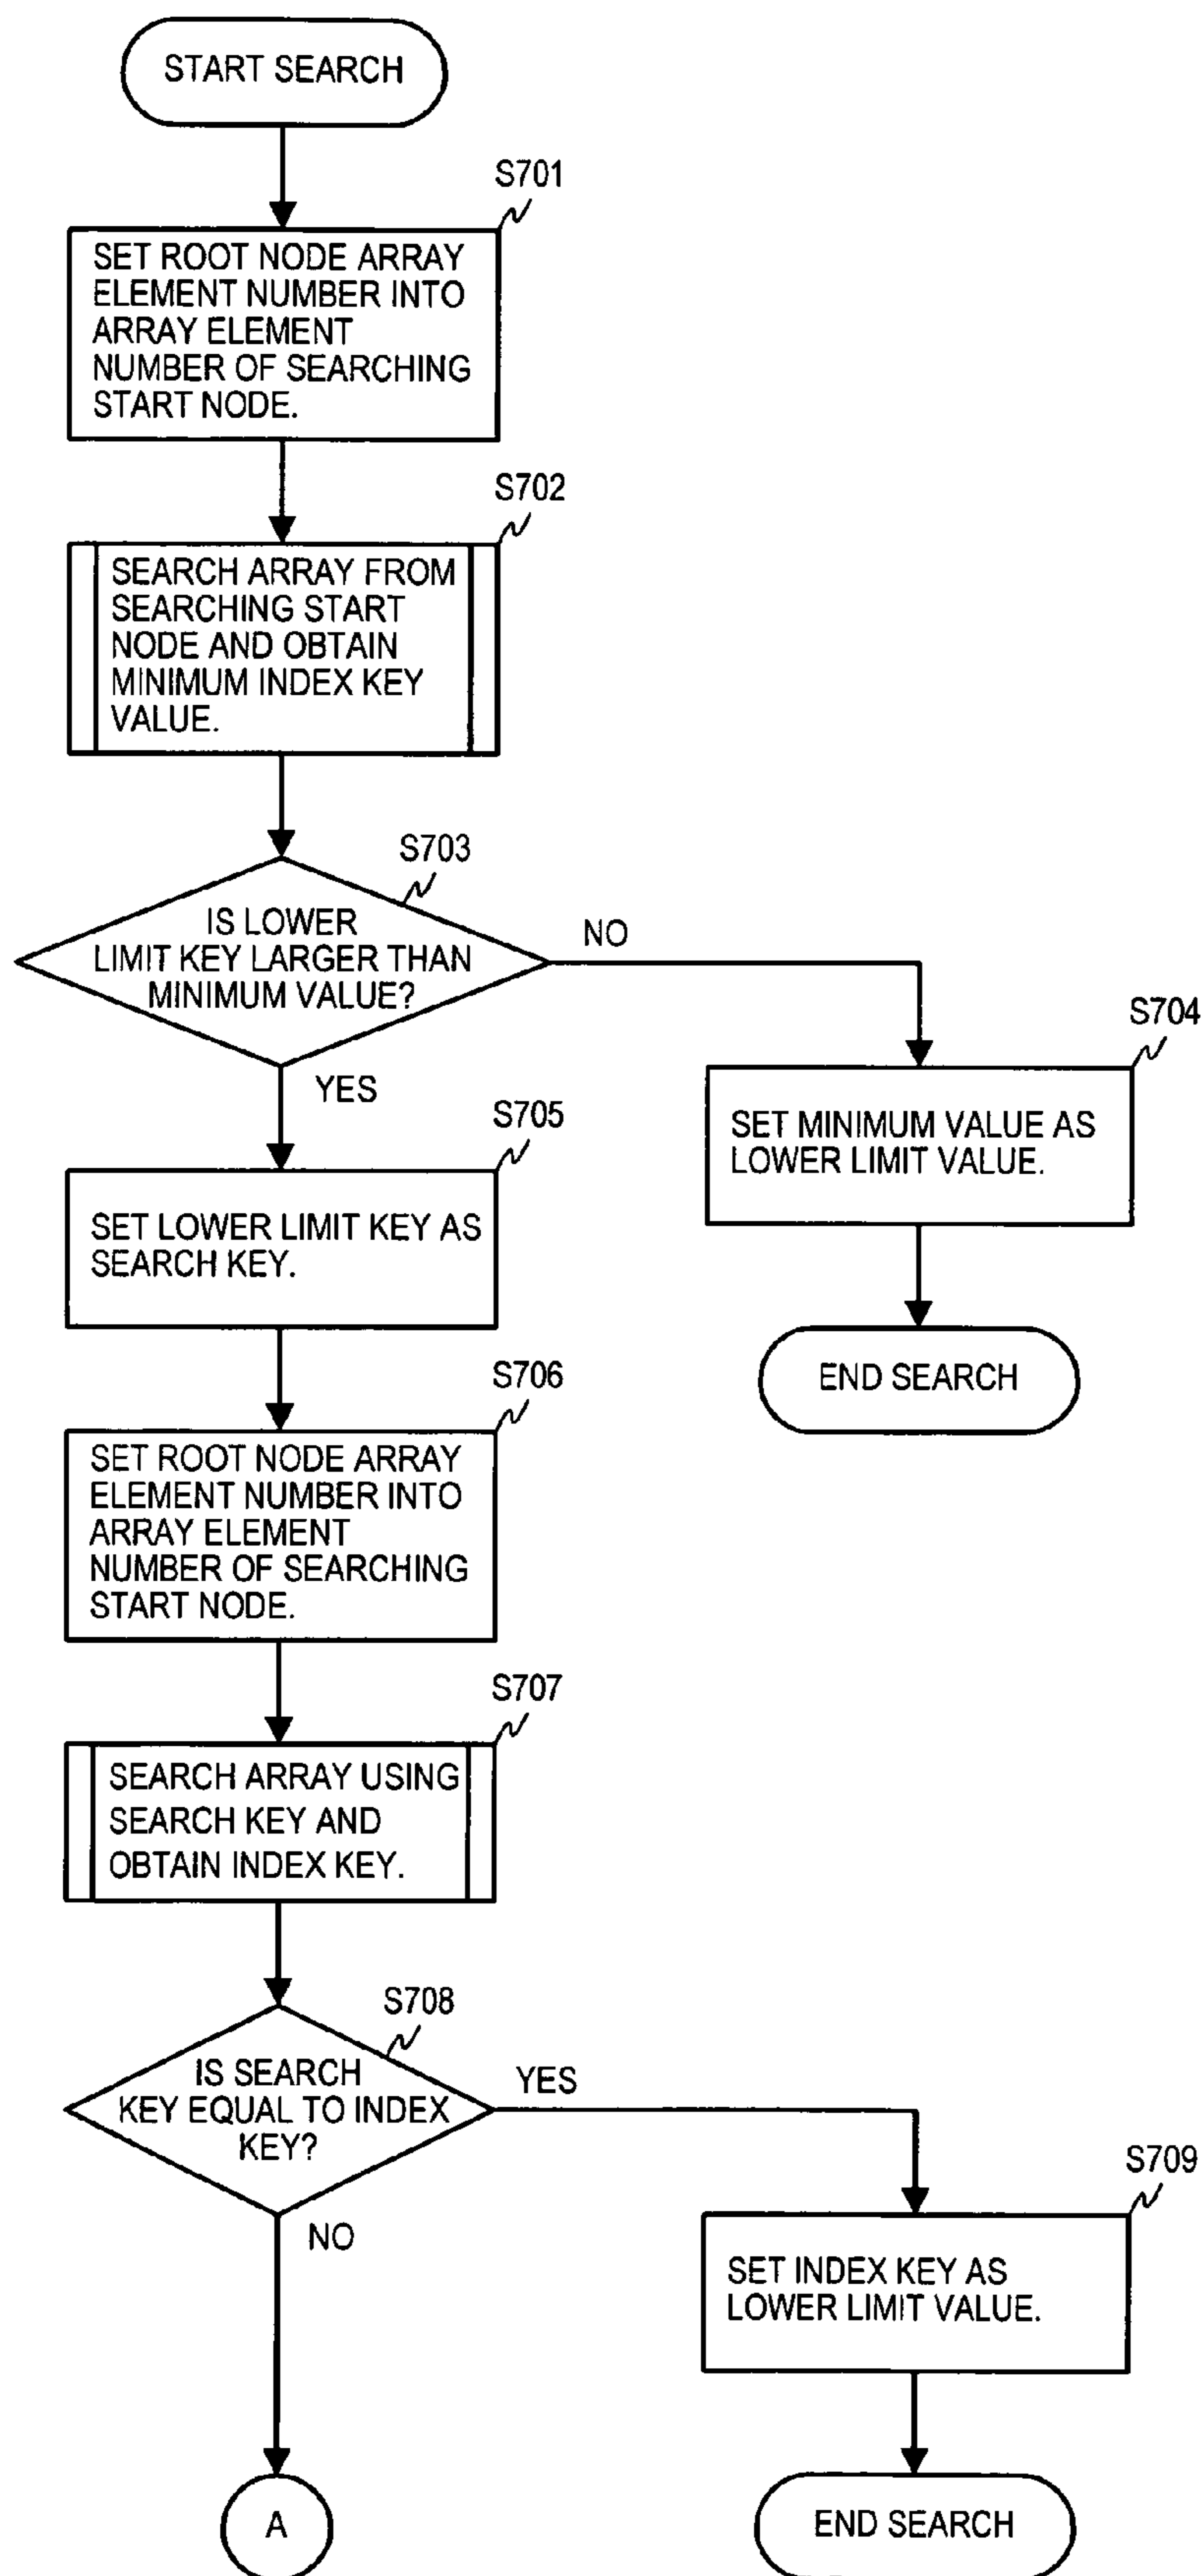 START SEARCH
S701
SET ROOT NODE ARRAY
ELEMENT NUMBER INTO
ARRAY ELEMENT
NUMBER OF SEARCHING
START NODE.
S702
SEARCH ARRAY FROM
SEARCHING START
NODE AND OBTAIN
MINIMUM INDEX KEY
VALUE.
S703
IS LOWER
LIMIT KEY LARGER THAN
MINIMUM VALUE?
NO
YES
S704
SET MINIMUM VALUE AS
LOWER LIMIT VALUE.
END SEARCH
S705
SET LOWER LIMIT KEY AS
SEARCH KEY.
S706
SET ROOT NODE ARRAY
ELEMENT NUMBER INTO
ARRAY ELEMENT
NUMBER OF SEARCHING
START NODE.
S707
SEARCH ARRAY USING
SEARCH KEY AND
OBTAIN INDEX KEY.
S708
IS SEARCH
KEY EQUAL TO INDEX
KEY?
YES
NO
S709
SET INDEX KEY AS
LOWER LIMIT VALUE.
END SEARCH
A